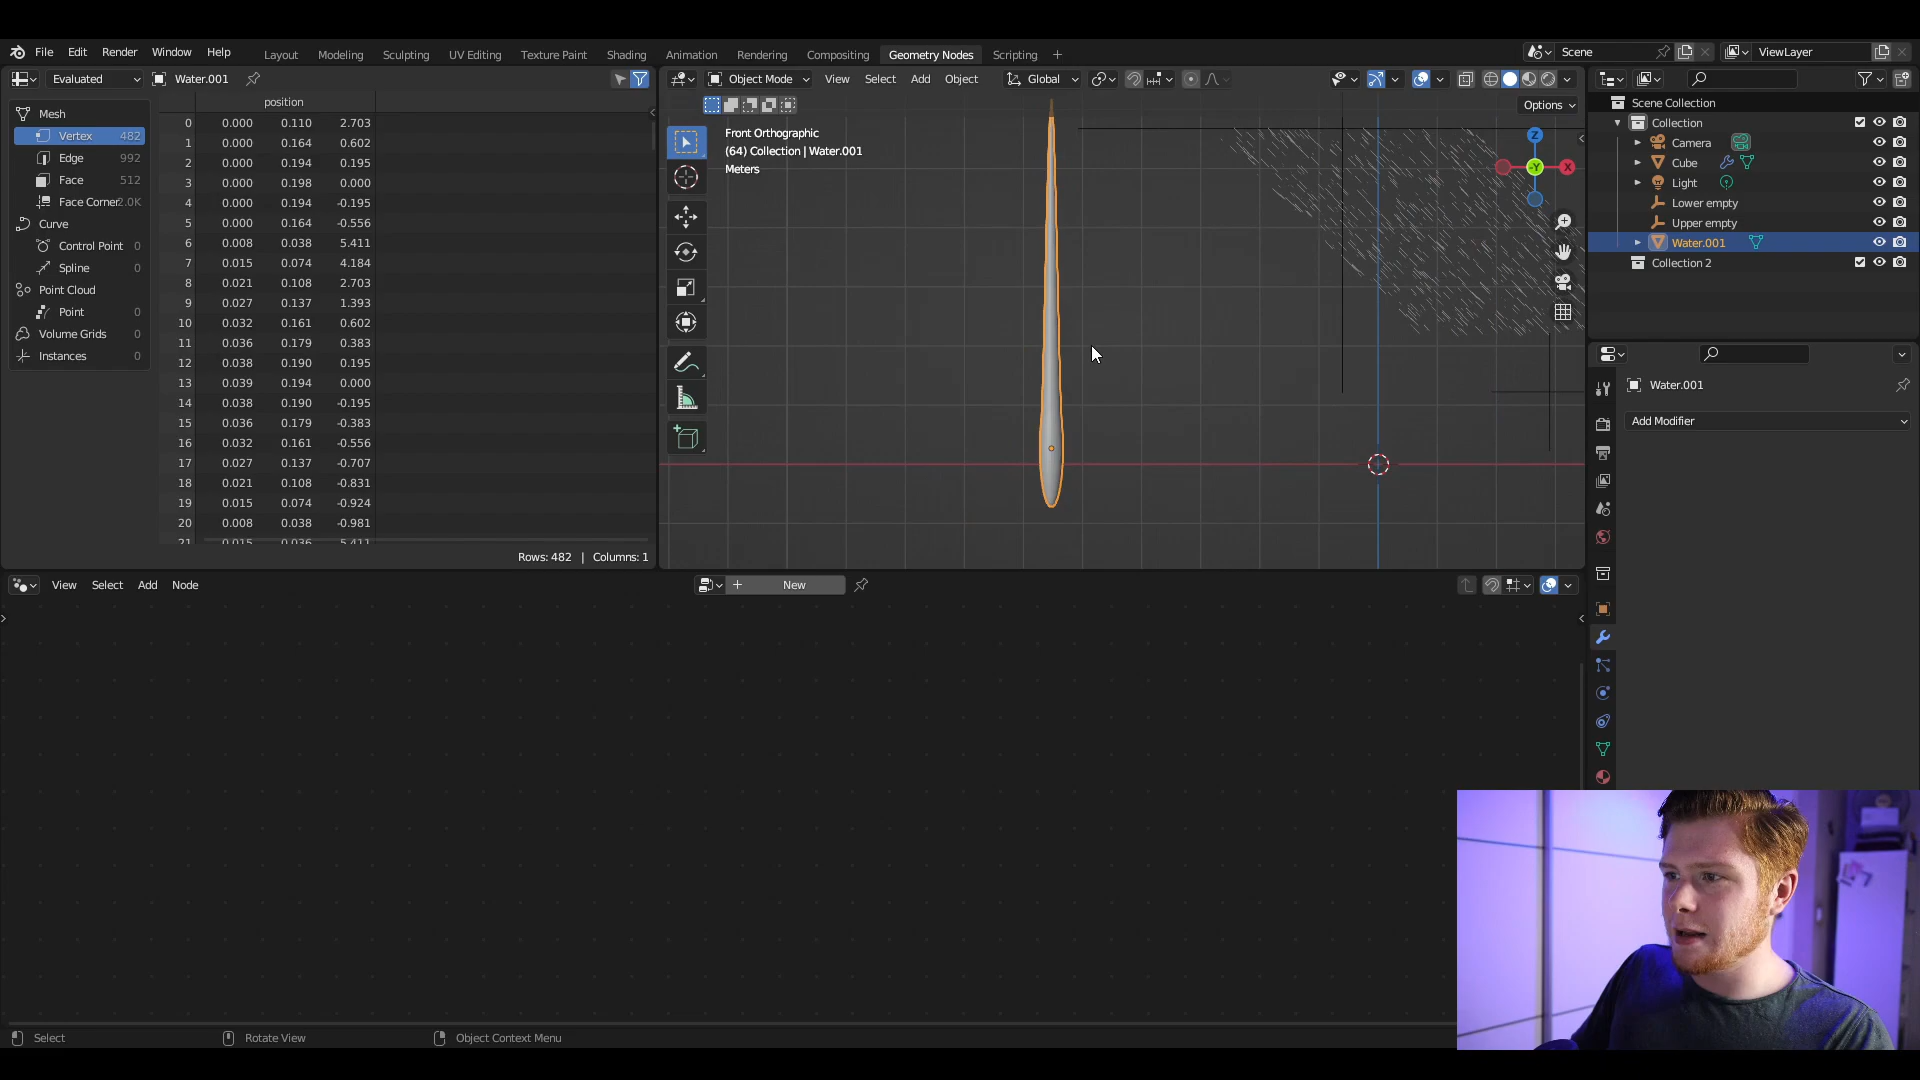 File Edit Render Window Help
Layout Modeling Sculpting UV Editing Texture Paint Shading Animation Rendering Compositing Geometry Nodes Scripting +
Scene
ViewLayer
Evaluated Water.001
Object Mode View Select Add Object Global
Options
position
Mesh
Vertex 482
Edge 992
Face 512
Face Corner 2.0K
Curve
Control Point 0
Spline 0
Point Cloud
Point 0
Volume Grids 0
Instances 0
0 0.000 0.110 2.703
1 0.000 0.164 0.602
2 0.000 0.194 0.195
3 0.000 0.198 0.000
4 0.000 0.194 -0.195
5 0.000 0.164 -0.556
6 0.008 0.038 5.411
7 0.015 0.074 4.184
8 0.021 0.108 2.703
9 0.027 0.137 1.393
10 0.032 0.161 0.602
11 0.036 0.179 0.383
12 0.038 0.190 0.195
13 0.039 0.194 0.000
14 0.038 0.190 -0.195
15 0.036 0.179 -0.383
16 0.032 0.161 -0.556
17 0.027 0.137 -0.707
18 0.021 0.108 -0.831
19 0.015 0.074 -0.924
20 0.008 0.038 -0.981
21 0.015 0.036 5.411
Rows: 482 | Columns: 1
Front Orthographic
(64) Collection | Water.001
Meters
Z
-Y
X
Scene Collection
Collection
Camera
Cube
Light
Lower empty
Upper empty
Water.001
Collection 2
Water.001
Add Modifier
View Select Add Node
+ New
Select
Rotate View
Object Context Menu